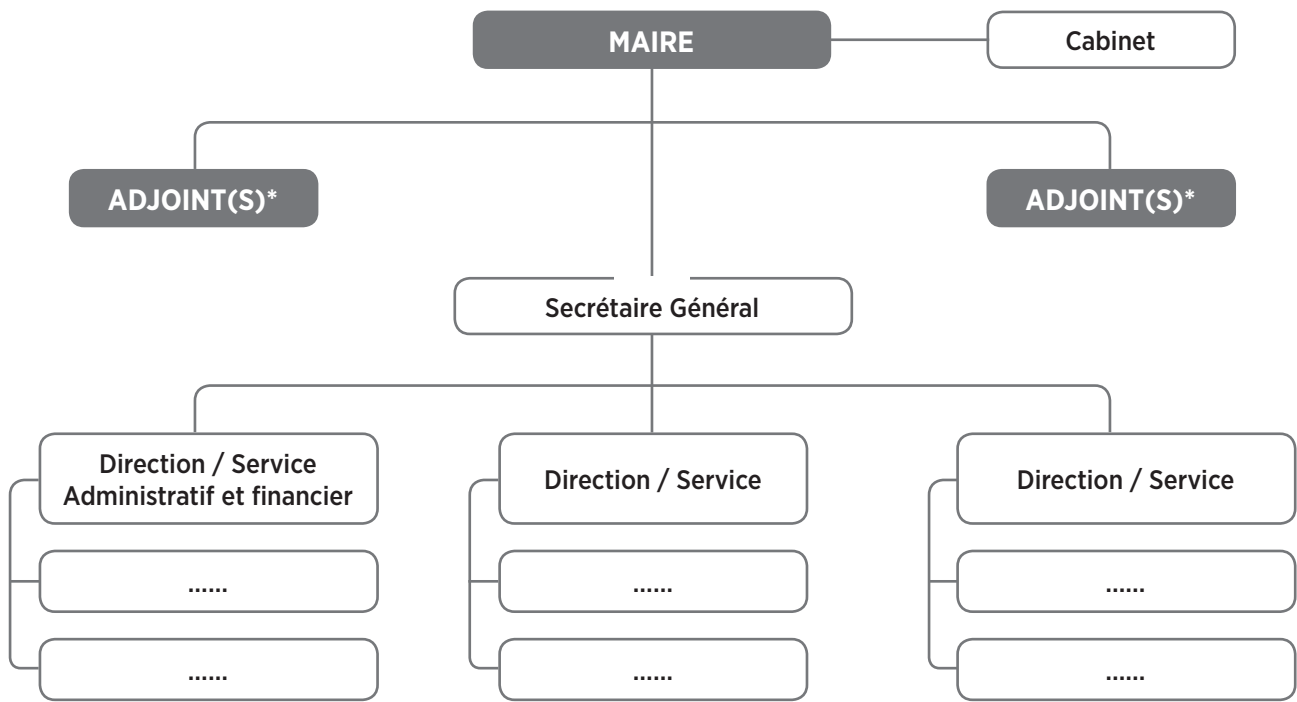 MAIRE
Cabinet
ADJOINT(S)*
ADJOINT(S)*
Secrétaire Général
Direction / Service
Administratif et financier
Direction / Service
Direction / Service
......
......
......
......
......
......